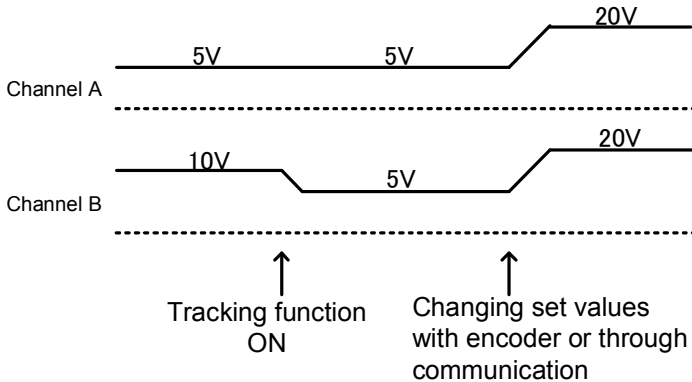 20V
5V 5V
Channel A
20V
10V
5V
Channel B
Tracking function
ON
Changing set values
with encoder or through
communication